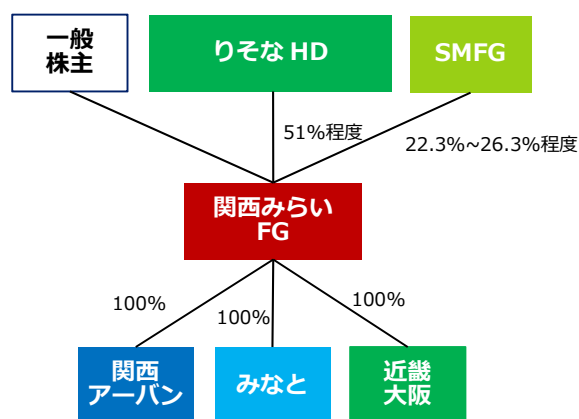 一般
株主
りそな HD
SMFG
51%程度
22.3%~26.3%程度
関西みらい
FG
100%
100%
100%
関西
アーバン
みなと
近畿
大阪